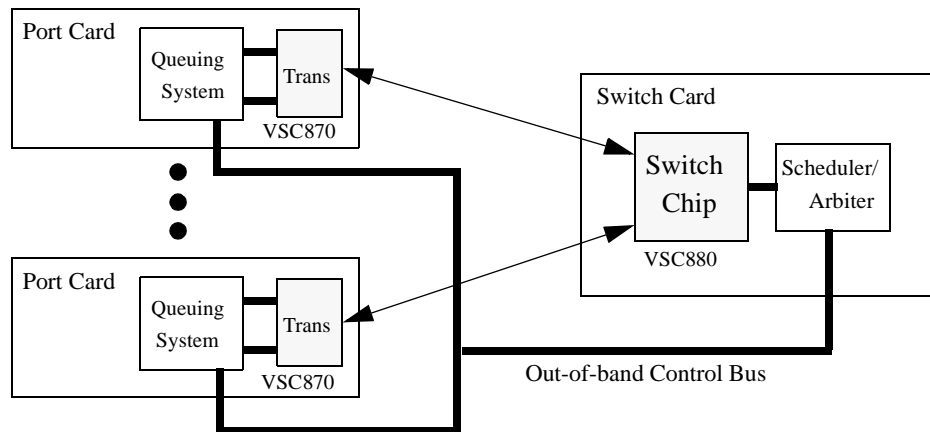 Port Card
Queuing
System
Trans
VSC870
Switch Card
Switch
Chip
VSC880
Scheduler/
Arbiter
Port Card
Queuing
System
Trans
VSC870
Out-of-band Control Bus